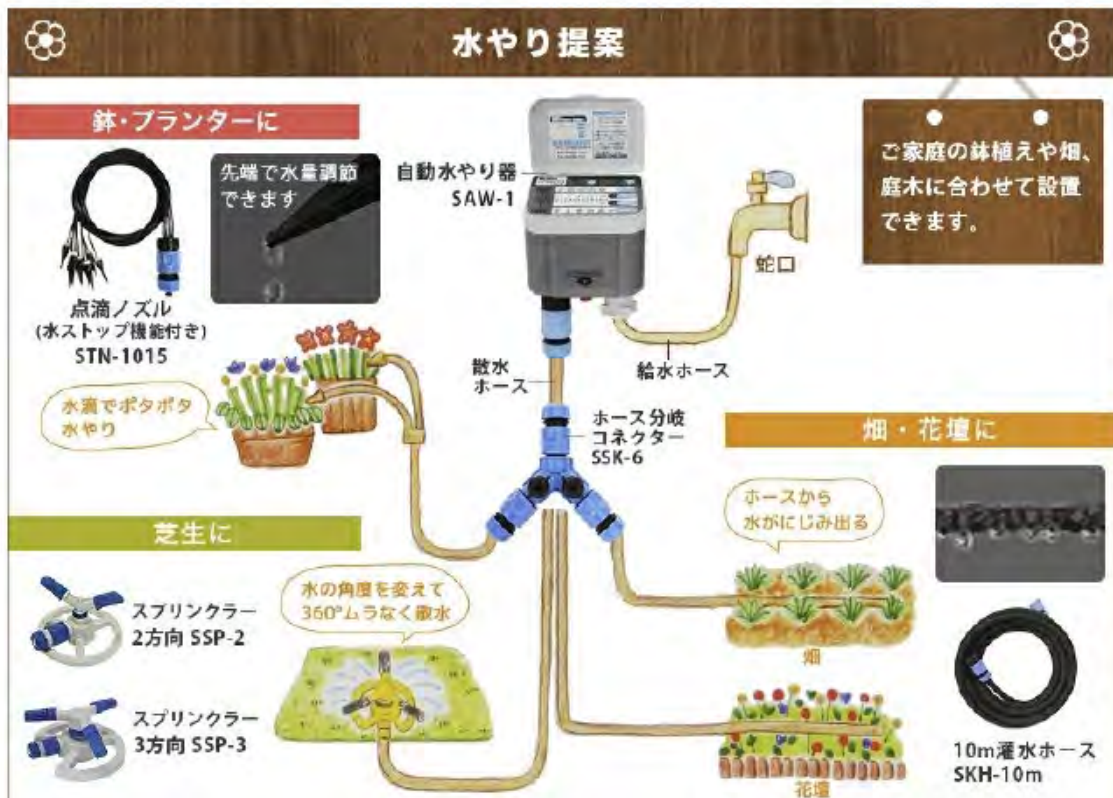 水やり提案
鉢・プランターに
先端で水量調節
できます
点滴ノズル
(水ストップ機能付き)
STN-1015
水滴でポタポタ
水やり
自動水やり器
SAW-1
蛇口
給水ホース
散水
ホース
ホース分岐
コネクター
SSK-6
ご家庭の鉢植えや畑、
庭木に合わせて設置
できます。
畑・花壇に
ホースから
水がにじみ出る
畑
花壇
10m灌水ホース
SKH-10m
芝生に
スプリンクラー
2方向 SSP-2
スプリンクラー
3方向 SSP-3
水の角度を変えて
360°ムラなく散水